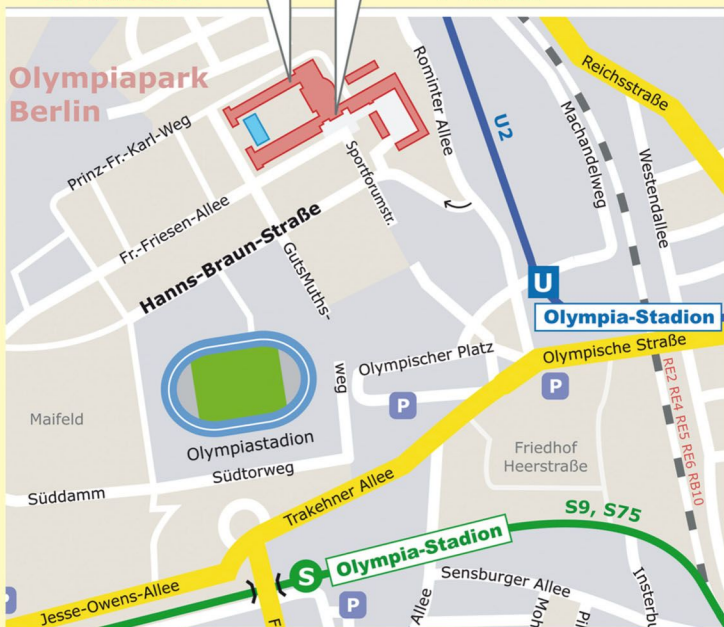 Olympiapark
Berlin
Rominter Allee
U2
Reichsstraße
Machandelweg
Westendallee
Prinz-Fr.-Karl-Weg
Fr.-Friesen-Allee
Sportforumstr.
Hanns-Braun-Straße
GutsMuths-
weg
U
Olympia-Stadion
Olympische Straße
Olympischer Platz
P
P
RE2 RE4 RE5 RE6 RB10
Maifeld
Olympiastadion
Südtorweg
Süddamm
Friedhof
Heerstraße
Trakehner Allee
S9, S75
S
Olympia-Stadion
Jesse-Owens-Allee
P
P
Allee
Sensburger Allee
F
Moh
Insterbu